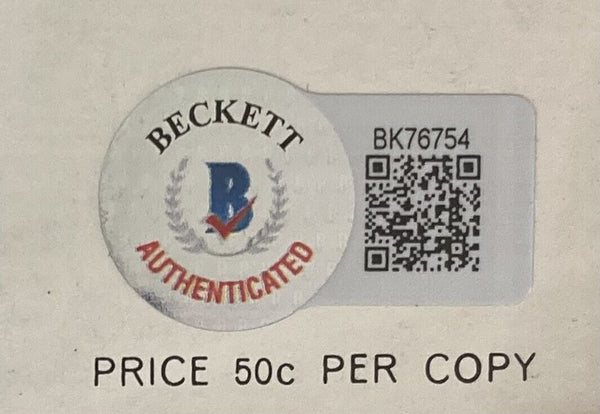 BECKETT
B
AUTHENTICATED
BK76754
PRICE 50c PER COPY